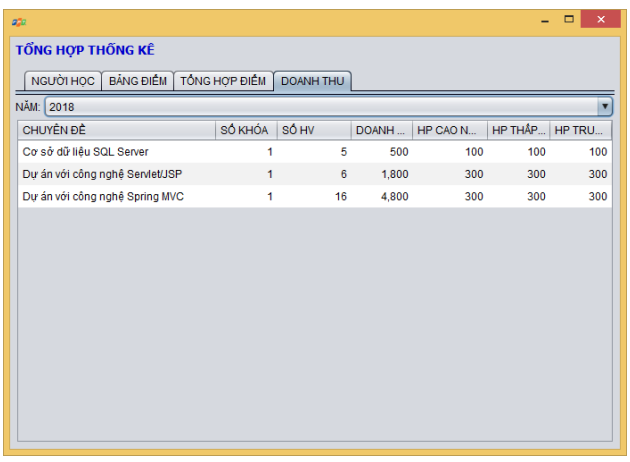 TỔNG HỢP THỐNG KÊ
NGƯỜI HỌC BẢNG ĐIỂM TỔNG HỢP ĐIỂM DOANH THU
NĂM: 2018
CHUYÊN ĐỀ SỐ KHÓA SỐ HV DOANH ... HP CAO N... HP THẤP... HP TRU...
Cơ sở dữ liệu SQL Server 1 5 500 100 100 100
Dự án với công nghệ Servlet/JSP 1 6 1,800 300 300 300
Dự án với công nghệ Spring MVC 1 16 4,800 300 300 300